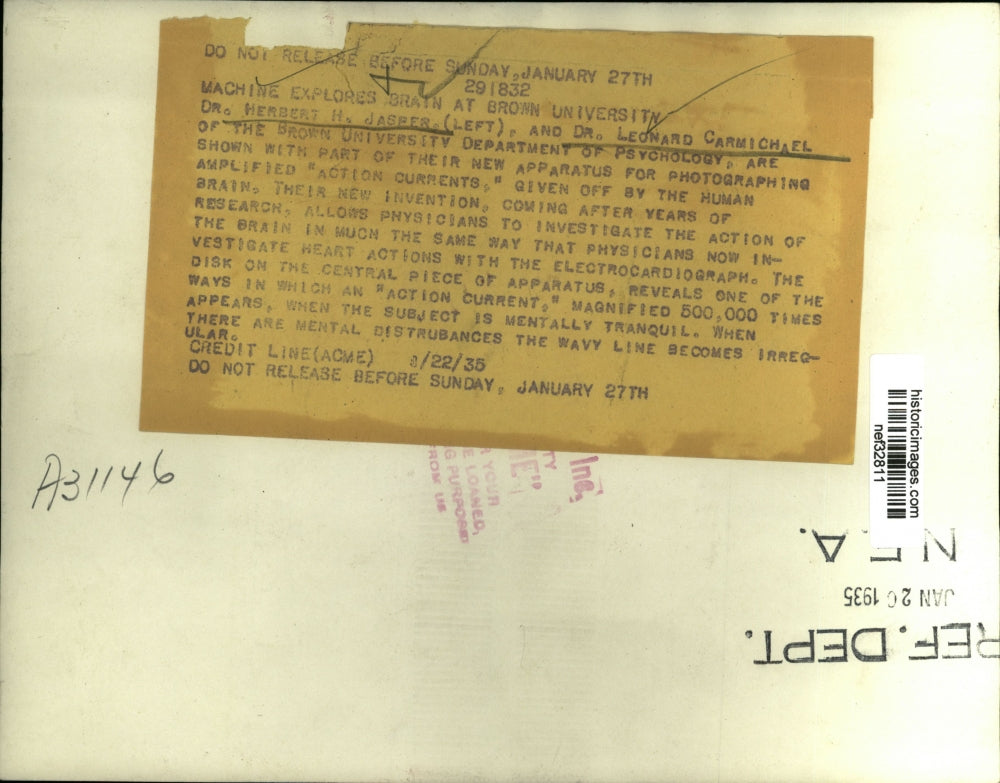 DO NOT RELEASE BEFORE SUNDAY, JANUARY 27TH
291832
MACHINE EXPLORES BRAIN AT BROWN UNIVERSITY
DR. HERBERT H. JASPER, (LEFT), AND DR. LEONARD CARMICHAEL
OF THE BROWN UNIVERSITY DEPARTMENT OF PSYCHOLOGY, ARE
SHOWN WITH PART OF THEIR NEW APPARATUS FOR PHOTOGRAPHING
AMPLIFIED "ACTION CURRENTS," GIVEN OFF BY THE HUMAN
BRAIN. THEIR NEW INVENTION, COMING AFTER YEARS OF
RESEARCH, ALLOWS PHYSICIANS TO INVESTIGATE THE ACTION OF
THE BRAIN IN MUCH THE SAME WAY THAT PHYSICIANS NOW IN-
VESTIGATE HEART ACTIONS WITH THE ELECTROCARDIOGRAPH. THE
DISK ON THE CENTRAL PIECE OF APPARATUS, REVEALS ONE OF THE
WAYS IN WHICH AN "ACTION CURRENT," MAGNIFIED 500,000 TIMES
APPEARS, WHEN THE SUBJECT IS MENTALLY TRANQUIL. WHEN
THERE ARE MENTAL DISTRUBANCES THE WAVY LINE BECOMES IRREG-
ULAR.
CREDIT LINE (ACME) 1/22/35
DO NOT RELEASE BEFORE SUNDAY, JANUARY 27TH
A31146
Inc.
YOUR
E LOANED,
G PURPOSES
FROM US
historicimages.com
nef32811
N.E.A.
JAN 26 1935
REF. DEPT.